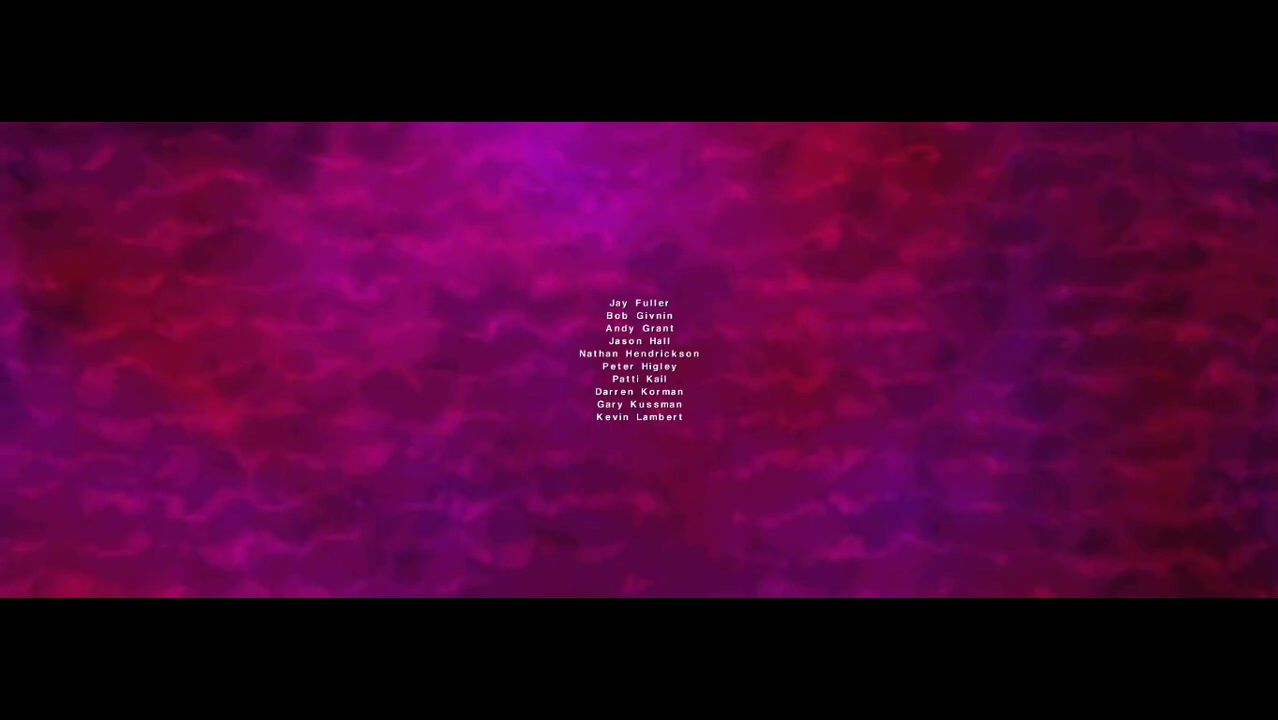 Jay Fuller
Bob Givnin
Andy Grant
Jason Hall
Nathan Hendrickson
Peter Higley
Patti Kail
Darren Korman
Gary Kussman
Kevin Lambert